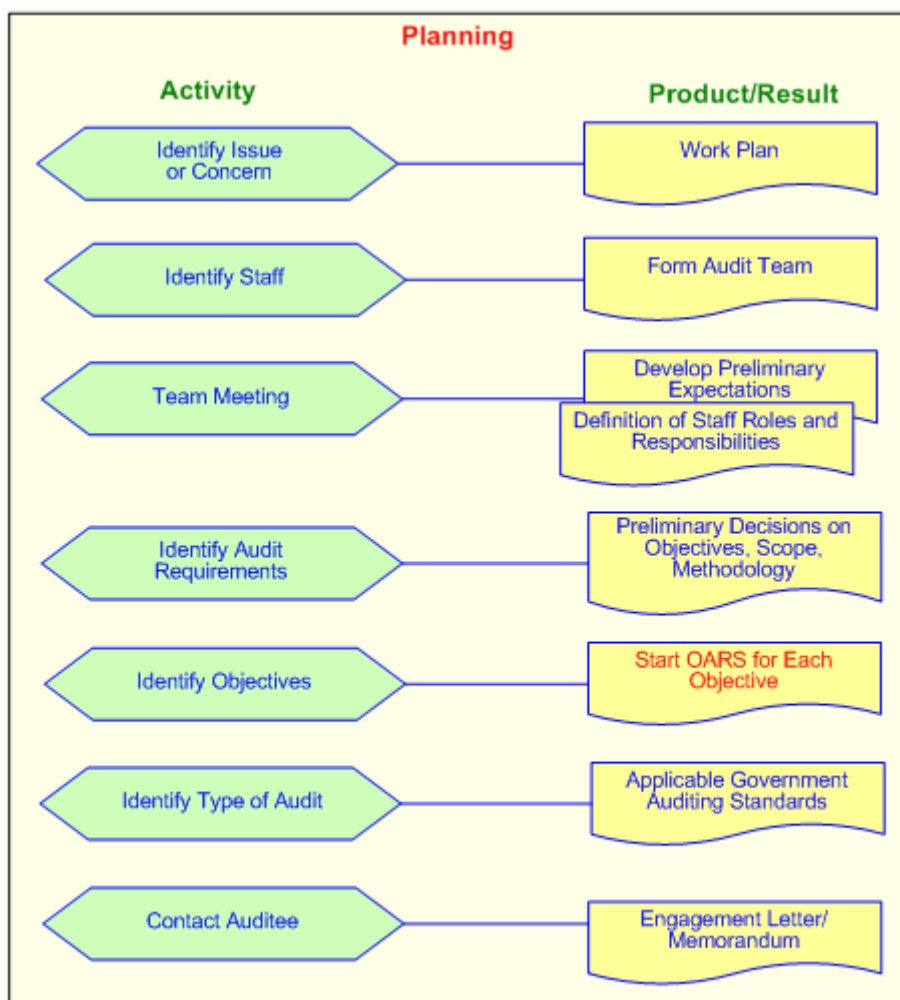 Planning
Activity
Product/Result
Identify Issue
or Concern
Work Plan
Identify Staff
Form Audit Team
Team Meeting
Develop Preliminary
Expectations
Definition of Staff Roles and
Responsibilities
Identify Audit
Requirements
Preliminary Decisions on
Objectives, Scope,
Methodology
Identify Objectives
Start OARS for Each
Objective
Identify Type of Audit
Applicable Government
Auditing Standards
Contact Auditee
Engagement Letter/
Memorandum